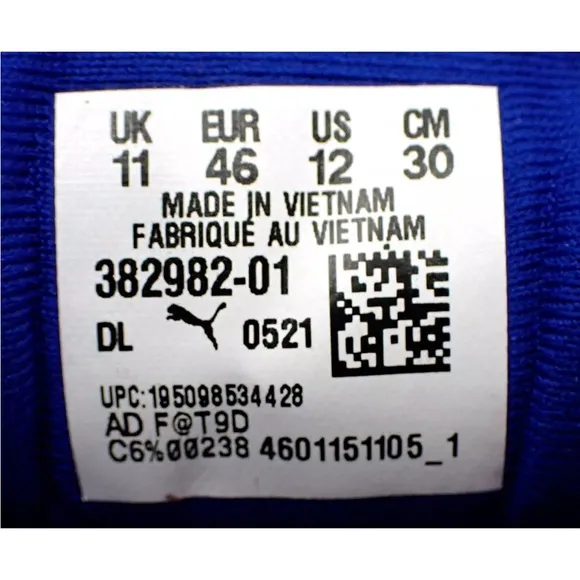 UK EUR US CM
11 46 12 30
MADE IN VIETNAM
FABRIQUÉ AU VIETNAM
382982-01
DL 0521
UPC:195098534428
AD F@T9D
C6%00238 4601151105_1